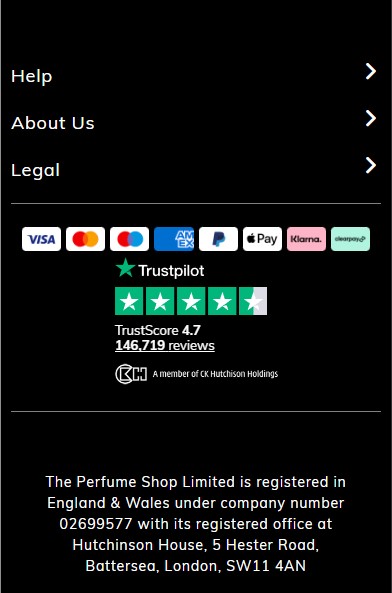 Help
About Us
Legal
VISA AM EX Pay Klarna. clearpay
Trustpilot
TrustScore 4.7
146,719 reviews
CKH A member of CK Hutchison Holdings
The Perfume Shop Limited is registered in
England & Wales under company number
02699577 with its registered office at
Hutchinson House, 5 Hester Road,
Battersea, London, SW11 4AN